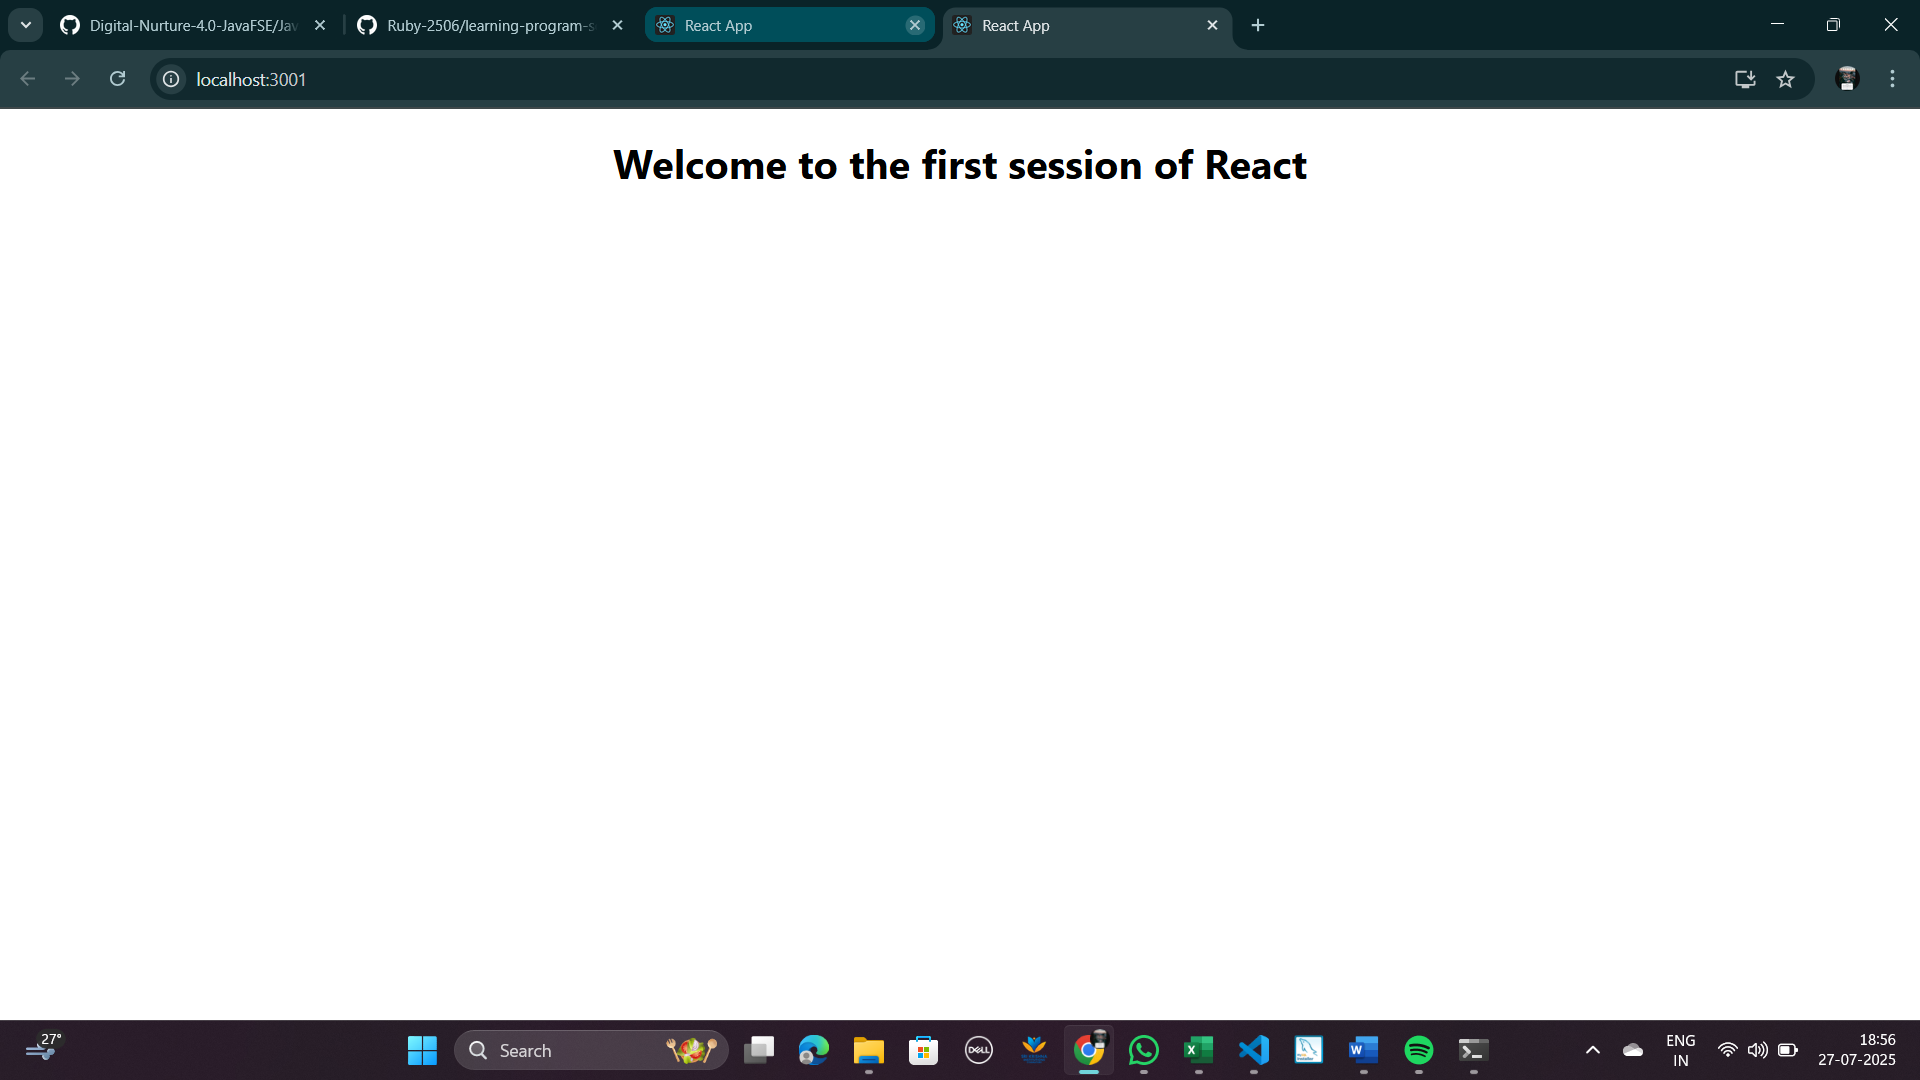 Digital-Nurture-4.0-JavaFSE/Jav
Ruby-2506/learning-program-s
React App
React App
localhost:3001
Welcome to the first session of React
27°
Search
DELL
ENG
IN
18:56
27-07-2025